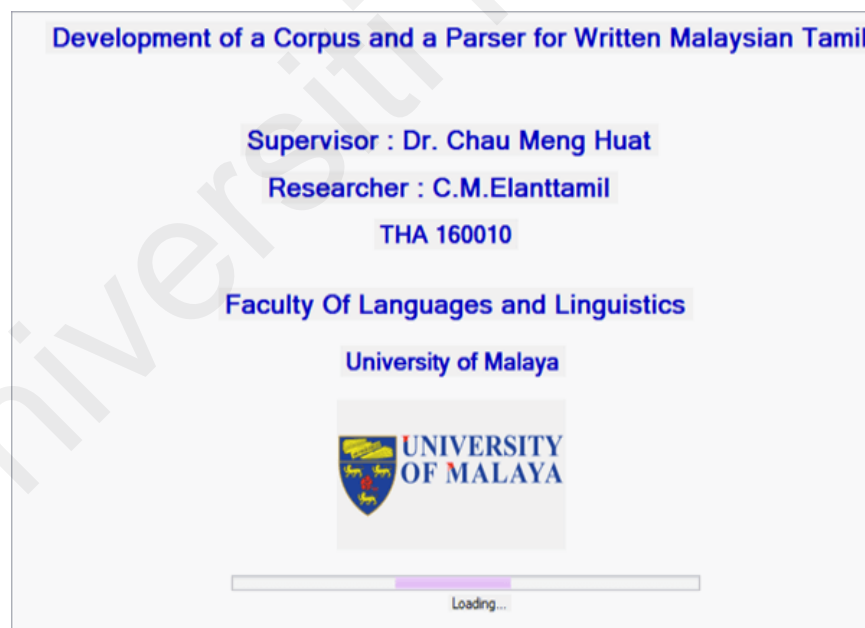 Development of a Corpus and a Parser for Written Malaysian Tamil
Supervisor : Dr. Chau Meng Huat
Researcher : C.M.Elanttamil
THA 160010
Faculty Of Languages and Linguistics
University of Malaya
UNIVERSITY
OF MALAYA
Loading...